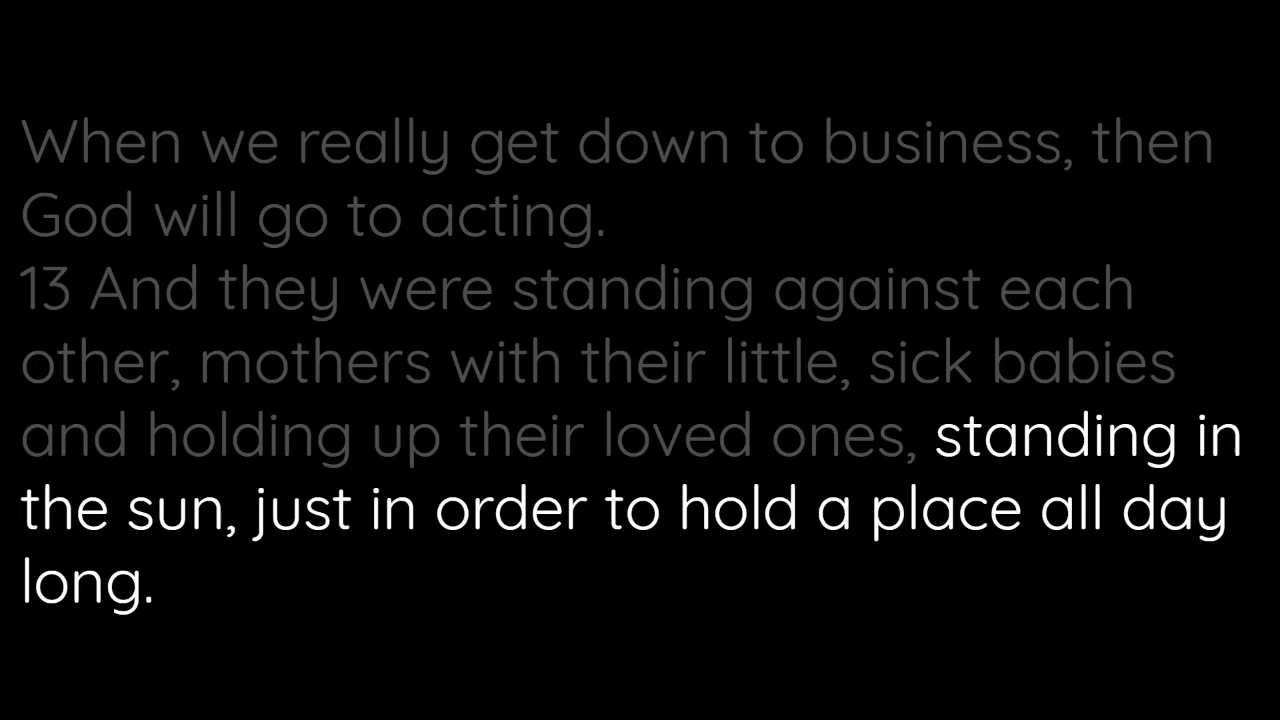 When we really get down to business, then
God will go to acting.
13 And they were standing against each
other, mothers with their little, sick babies
and holding up their loved ones, standing in
the sun, just in order to hold a place all day
long.